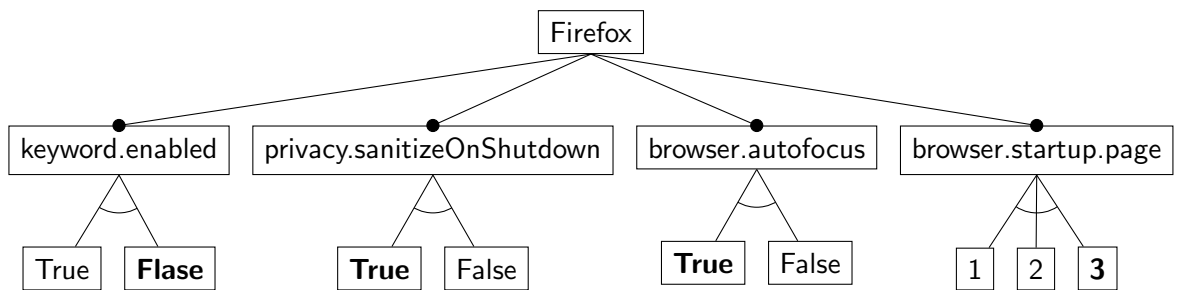 Firefox
keyword.enabled privacy.sanitizeOnShutdown browser.autofocus browser.startup.page
True Flase True False True False 1 2 3